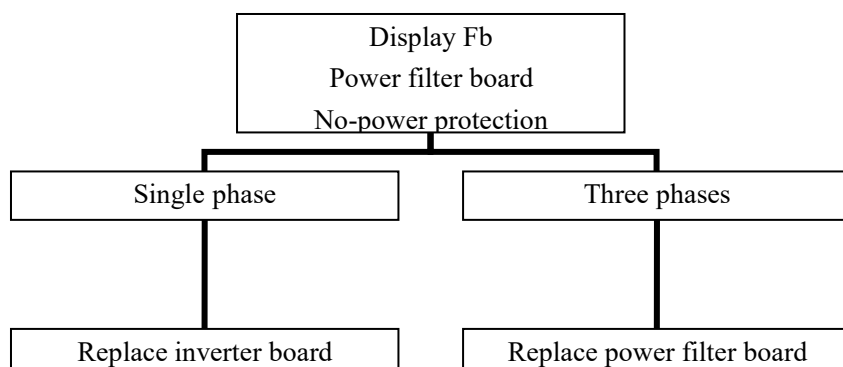 Display Fb
Power filter board
No-power protection
Single phase
Three phases
Replace inverter board
Replace power filter board